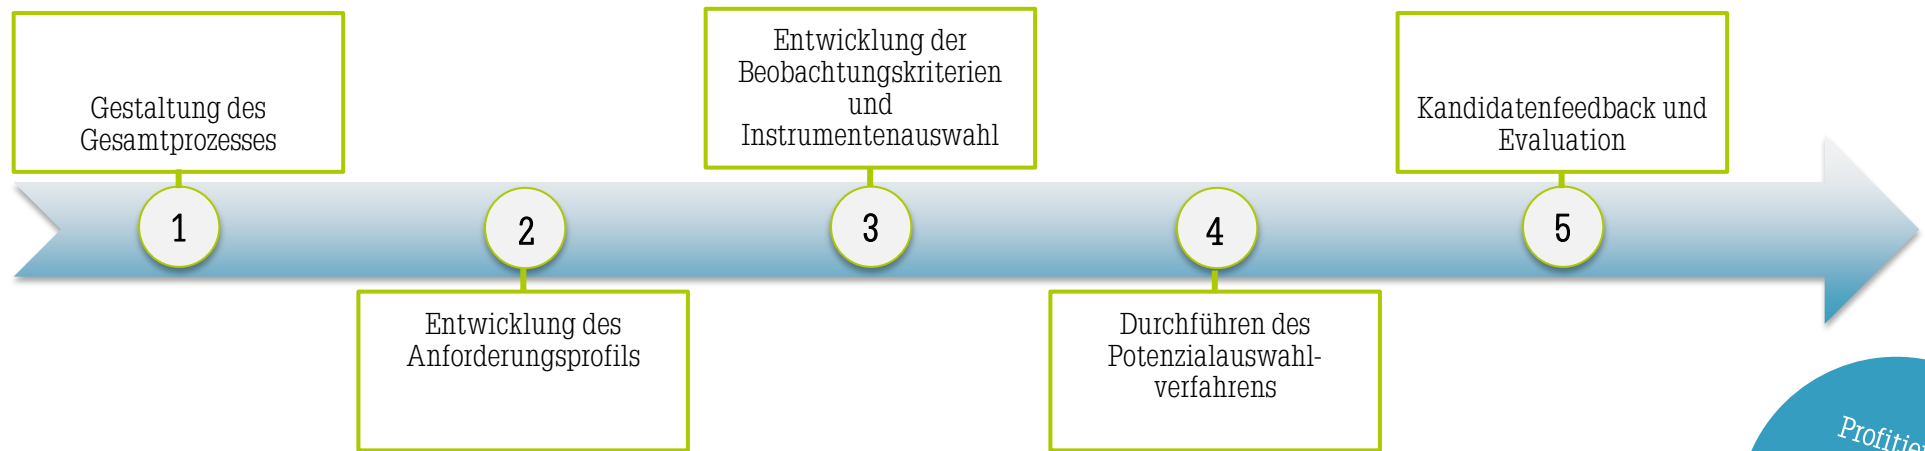 Gestaltung des
Gesamtprozesses
1
2
Entwicklung des
Anforderungsprofils
Entwicklung der
Beobachtungskriterien
und
Instrumentenauswahl
3
4
Durchführen des
Potenzialauswahl-
verfahrens
Kandidatenfeedback und
Evaluation
5